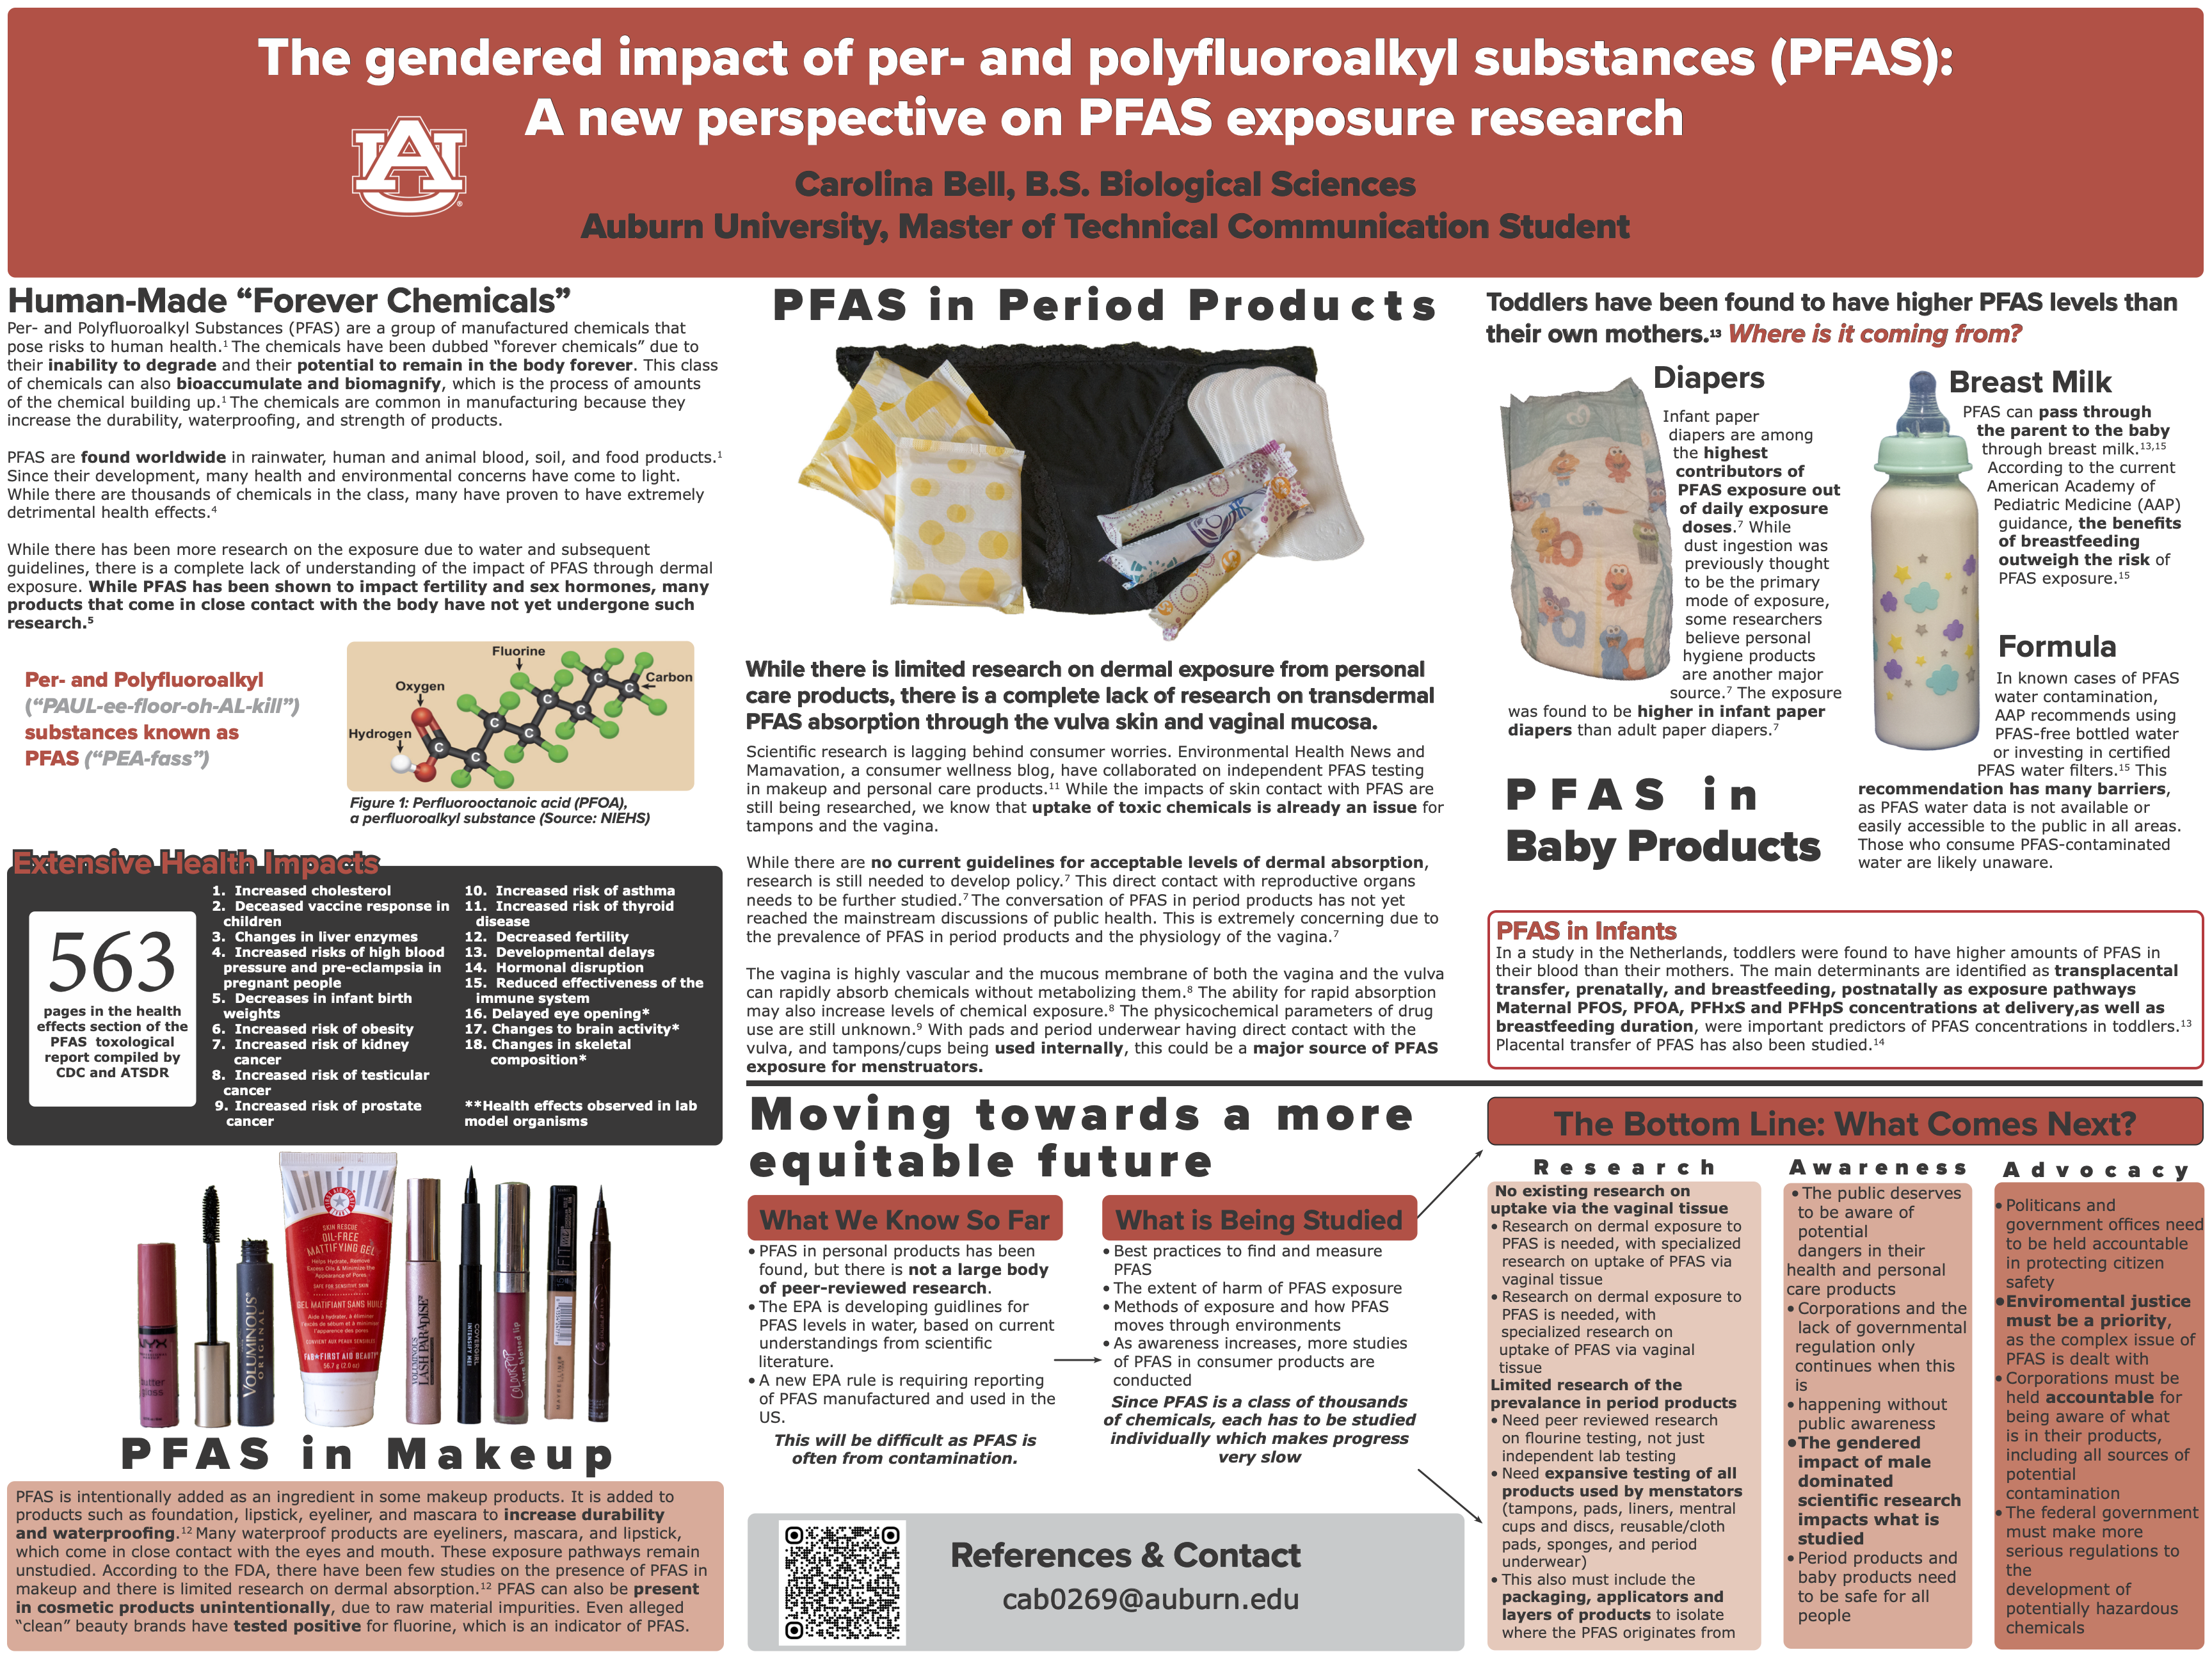 The gendered impact of per- and polyfluoroalkyl substances (PFAS):
A new perspective on PFAS exposure research
AU
Carolina Bell, B.S. Biological Sciences
Auburn University, Master of Technical Communication Student
Human-Made “Forever Chemicals”
Per- and Polyfluoroalkyl Substances (PFAS) are a group of manufactured chemicals that
pose risks to human health.¹ The chemicals have been dubbed “forever chemicals” due to
their inability to degrade and their potential to remain in the body forever. This class
of chemicals can also bioaccumulate and biomagnify, which is the process of amounts
of the chemical building up.¹ The chemicals are common in manufacturing because they
increase the durability, waterproofing, and strength of products.
PFAS are found worldwide in rainwater, human and animal blood, soil, and food products.¹
Since their development, many health and environmental concerns have come to light.
While there are thousands of chemicals in the class, many have proven to have extremely
detrimental health effects.⁴
While there has been more research on the exposure due to water and subsequent
guidelines, there is a complete lack of understanding of the impact of PFAS through dermal
exposure. While PFAS has been shown to impact fertility and sex hormones, many
products that come in close contact with the body have not yet undergone such
research.⁵
Per- and Polyfluoroalkyl
(“PAUL-ee-floor-oh-AL-kill”)
substances known as
PFAS (“PEA-fass”)
Fluorine
Carbon
Oxygen
Hydrogen
C
C
C
C
C
C
C
C
Figure 1: Perfluorooctanoic acid (PFOA),
a perfluoroalkyl substance (Source: NIEHS)
Extensive Health Impacts
563
pages in the health
effects section of the
PFAS toxological
report compiled by
CDC and ATSDR
1. Increased cholesterol
2. Deceased vaccine response in
children
3. Changes in liver enzymes
4. Increased risks of high blood
pressure and pre-eclampsia in
pregnant people
5. Decreases in infant birth
weights
6. Increased risk of obesity
7. Increased risk of kidney
cancer
8. Increased risk of testicular
cancer
9. Increased risk of prostate
cancer
10. Increased risk of asthma
11. Increased risk of thyroid
disease
12. Decreased fertility
13. Developmental delays
14. Hormonal disruption
15. Reduced effectiveness of the
immune system
16. Delayed eye opening*
17. Changes to brain activity*
18. Changes in skeletal
composition*
**Health effects observed in lab
model organisms
NYX
butter
gloss
VOLUMINOUS
ORIGINAL
FIRST AID BEAUTY
SKIN RESCUE
OIL-FREE
MATTIFYING GEL
Helps Hydrate, Remove
Excess Oils & Minimize the
Appearance of Pores
SAFE FOR SENSITIVE SKIN
GEL MATIFIANT SANS HUILE
FAB FIRST AID BEAUTY
56.7 g (2.0 oz)
VOLUMINOUS
LASH PARADISE
COVERGIRL
INTENSIFY ME!
COLOURPOP
blotted lip
FIT
MAYBELLINE
PFAS in Makeup
PFAS is intentionally added as an ingredient in some makeup products. It is added to
products such as foundation, lipstick, eyeliner, and mascara to increase durability
and waterproofing.¹² Many waterproof products are eyeliners, mascara, and lipstick,
which come in close contact with the eyes and mouth. These exposure pathways remain
unstudied. According to the FDA, there have been few studies on the presence of PFAS in
makeup and there is limited research on dermal absorption.¹² PFAS can also be present
in cosmetic products unintentionally, due to raw material impurities. Even alleged
“clean” beauty brands have tested positive for fluorine, which is an indicator of PFAS.
PFAS in Period Products
While there is limited research on dermal exposure from personal
care products, there is a complete lack of research on transdermal
PFAS absorption through the vulva skin and vaginal mucosa.
Scientific research is lagging behind consumer worries. Environmental Health News and
Mamavation, a consumer wellness blog, have collaborated on independent PFAS testing
in makeup and personal care products.¹¹ While the impacts of skin contact with PFAS are
still being researched, we know that uptake of toxic chemicals is already an issue for
tampons and the vagina.
While there are no current guidelines for acceptable levels of dermal absorption,
research is still needed to develop policy.⁷ This direct contact with reproductive organs
needs to be further studied.⁷ The conversation of PFAS in period products has not yet
reached the mainstream discussions of public health. This is extremely concerning due to
the prevalence of PFAS in period products and the physiology of the vagina.⁷
The vagina is highly vascular and the mucous membrane of both the vagina and the vulva
can rapidly absorb chemicals without metabolizing them.⁸ The ability for rapid absorption
may also increase levels of chemical exposure.⁸ The physicochemical parameters of drug
use are still unknown.⁹ With pads and period underwear having direct contact with the
vulva, and tampons/cups being used internally, this could be a major source of PFAS
exposure for menstruators.
Toddlers have been found to have higher PFAS levels than
their own mothers.¹³ Where is it coming from?
Diapers
Infant paper
diapers are among
the highest
contributors of
PFAS exposure out
of daily exposure
doses.⁷ While
dust ingestion was
previously thought
to be the primary
mode of exposure,
some researchers
believe personal
hygiene products
are another major
source.⁷ The exposure
was found to be higher in infant paper
diapers than adult paper diapers.⁷
Breast Milk
PFAS can pass through
the parent to the baby
through breast milk.¹³,¹⁵
According to the current
American Academy of
Pediatric Medicine (AAP)
guidance, the benefits
of breastfeeding
outweigh the risk of
PFAS exposure.¹⁵
Formula
In known cases of PFAS
water contamination,
AAP recommends using
PFAS-free bottled water
or investing in certified
PFAS water filters.¹⁵ This
recommendation has many barriers,
as PFAS water data is not available or
easily accessible to the public in all areas.
Those who consume PFAS-contaminated
water are likely unaware.
PFAS in
Baby Products
PFAS in Infants
In a study in the Netherlands, toddlers were found to have higher amounts of PFAS in
their blood than their mothers. The main determinants are identified as transplacental
transfer, prenatally, and breastfeeding, postnatally as exposure pathways
Maternal PFOS, PFOA, PFHxS and PFHpS concentrations at delivery,as well as
breastfeeding duration, were important predictors of PFAS concentrations in toddlers.¹³
Placental transfer of PFAS has also been studied.¹⁴
Moving towards a more
equitable future
What We Know So Far
• PFAS in personal products has been
found, but there is not a large body
of peer-reviewed research.
• The EPA is developing guidlines for
PFAS levels in water, based on current
understandings from scientific
literature.
• A new EPA rule is requiring reporting
of PFAS manufactured and used in the
US.
This will be difficult as PFAS is
often from contamination.
What is Being Studied
• Best practices to find and measure
PFAS
• The extent of harm of PFAS exposure
• Methods of exposure and how PFAS
moves through environments
• As awareness increases, more studies
of PFAS in consumer products are
conducted
Since PFAS is a class of thousands
of chemicals, each has to be studied
individually which makes progress
very slow
References & Contact
cab0269@auburn.edu
The Bottom Line: What Comes Next?
Research
No existing research on
uptake via the vaginal tissue
• Research on dermal exposure to
PFAS is needed, with specialized
research on uptake of PFAS via
vaginal tissue
• Research on dermal exposure to
PFAS is needed, with
specialized research on
uptake of PFAS via vaginal
tissue
Limited research of the
prevalance in period products
• Need peer reviewed research
on flourine testing, not just
independent lab testing
• Need expansive testing of all
products used by menstators
(tampons, pads, liners, mentral
cups and discs, reusable/cloth
pads, sponges, and period
underwear)
• This also must include the
packaging, applicators and
layers of products to isolate
where the PFAS originates from
Awareness
• The public deserves
to be aware of
potential
dangers in their
health and personal
care products
• Corporations and the
lack of governmental
regulation only
continues when this
is
• happening without
public awareness
• The gendered
impact of male
dominated
scientific research
impacts what is
studied
• Period products and
baby products need
to be safe for all
people
Advocacy
• Politicans and
government offices need
to be held accountable
in protecting citizen
safety
• Enviromental justice
must be a priority,
as the complex issue of
PFAS is dealt with
• Corporations must be
held accountable for
being aware of what
is in their products,
including all sources of
potential
contamination
• The federal government
must make more
serious regulations to
the
development of
potentially hazardous
chemicals